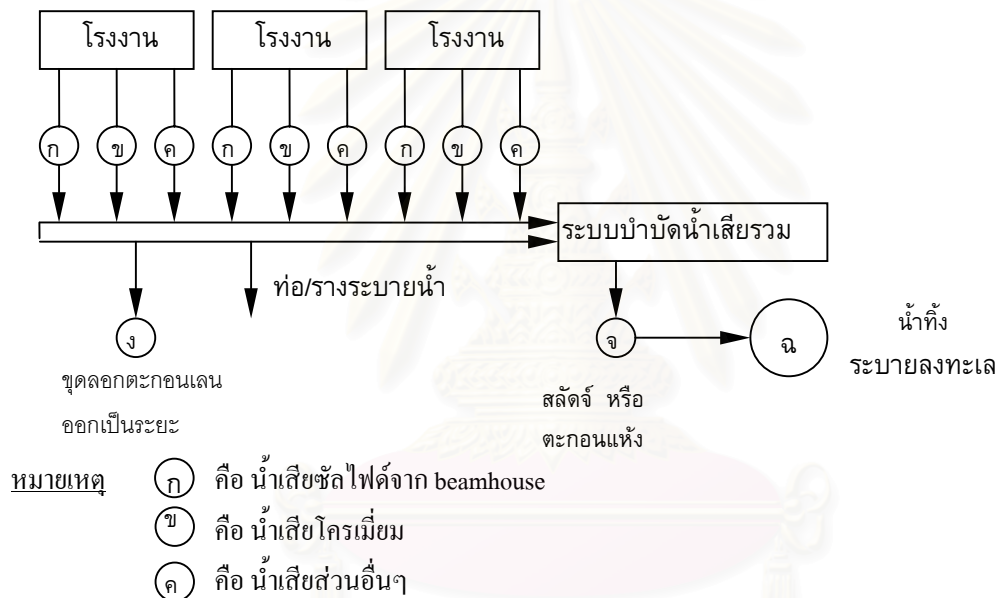 โรงงาน โรงงาน โรงงาน
ก ข ค ก ข ค ก ข ค
ระบบบำบัดน้ำเสียรวม
ท่อ/รางระบายน้ำ
ง จ ฉ
น้ำทิ้ง
ระบายลงทะเล
ขุดลอกตะกอนเลน
ออกเป็นระยะ
สลัดจ์ หรือ
ตะกอนแห้ง
หมายเหตุ ก คือ น้ำเสียซัลไฟด์จาก beamhouse
ข คือ น้ำเสียโครเมี่ยม
ค คือ น้ำเสียส่วนอื่นๆ